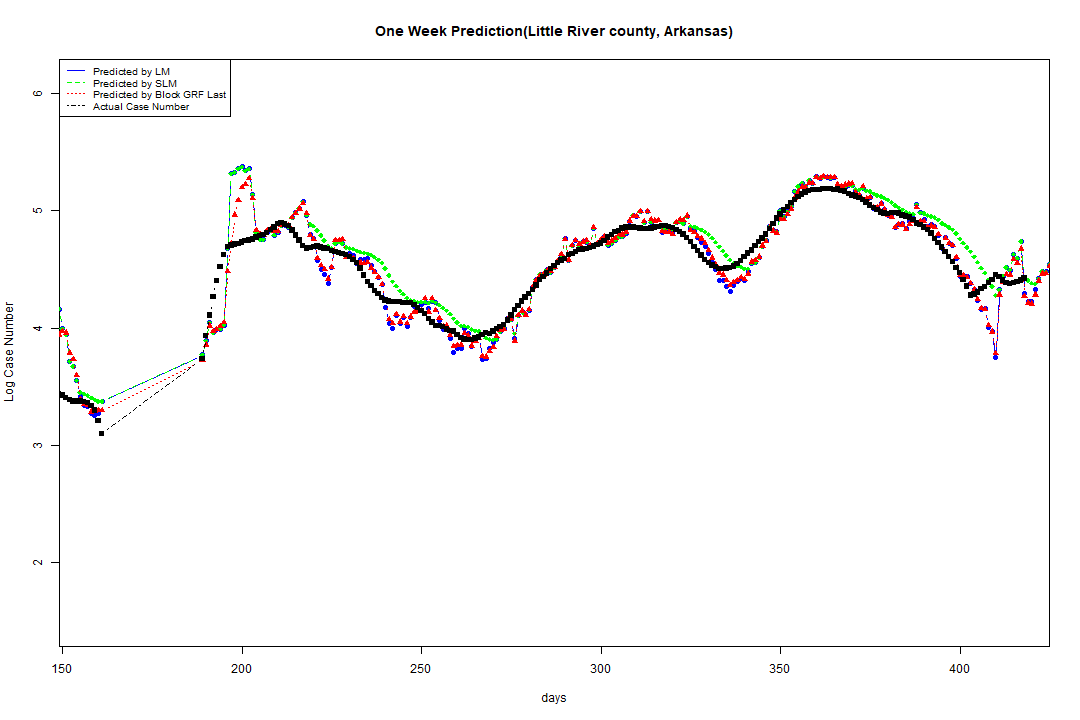 One Week Prediction(Little River county, Arkansas)
Predicted by LM
Predicted by SLM
Predicted by Block GRF Last
Actual Case Number
6
5
4
3
2
Log Case Number
150 200 250 300 350 400
days